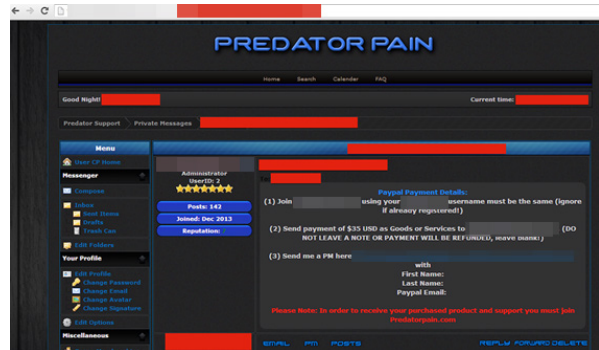 PREDATOR PAIN
Home Search Calendar FAQ
Good Night!
Current time:
Predator Support Private Messages
Menu
User CP Home
Messenger
Compose
Inbox
Sent Items
Drafts
Trash Can
Edit Folders
Your Profile
Edit Profile
Change Password
Change Email
Change Avatar
Change Signature
Edit Options
Miscellaneous
Administrator
UserID: 2
Posts: 142
Joined: Dec 2013
Reputation:
Paypal Payment Details:
(1) Join using your username must be the same (ignore
if already registered!)
(2) Send payment of $35 USD as Goods or Services to (DO
NOT LEAVE A NOTE OR PAYMENT WILL BE REFUNDED, leave blank!)
(3) Send me a PM here
with
First Name:
Last Name:
Paypal Email:
Please Note: In order to receive your purchased product and support you must join
Predatorpain.com
EMAIL PM POSTS
REPLY FORWARD DELETE